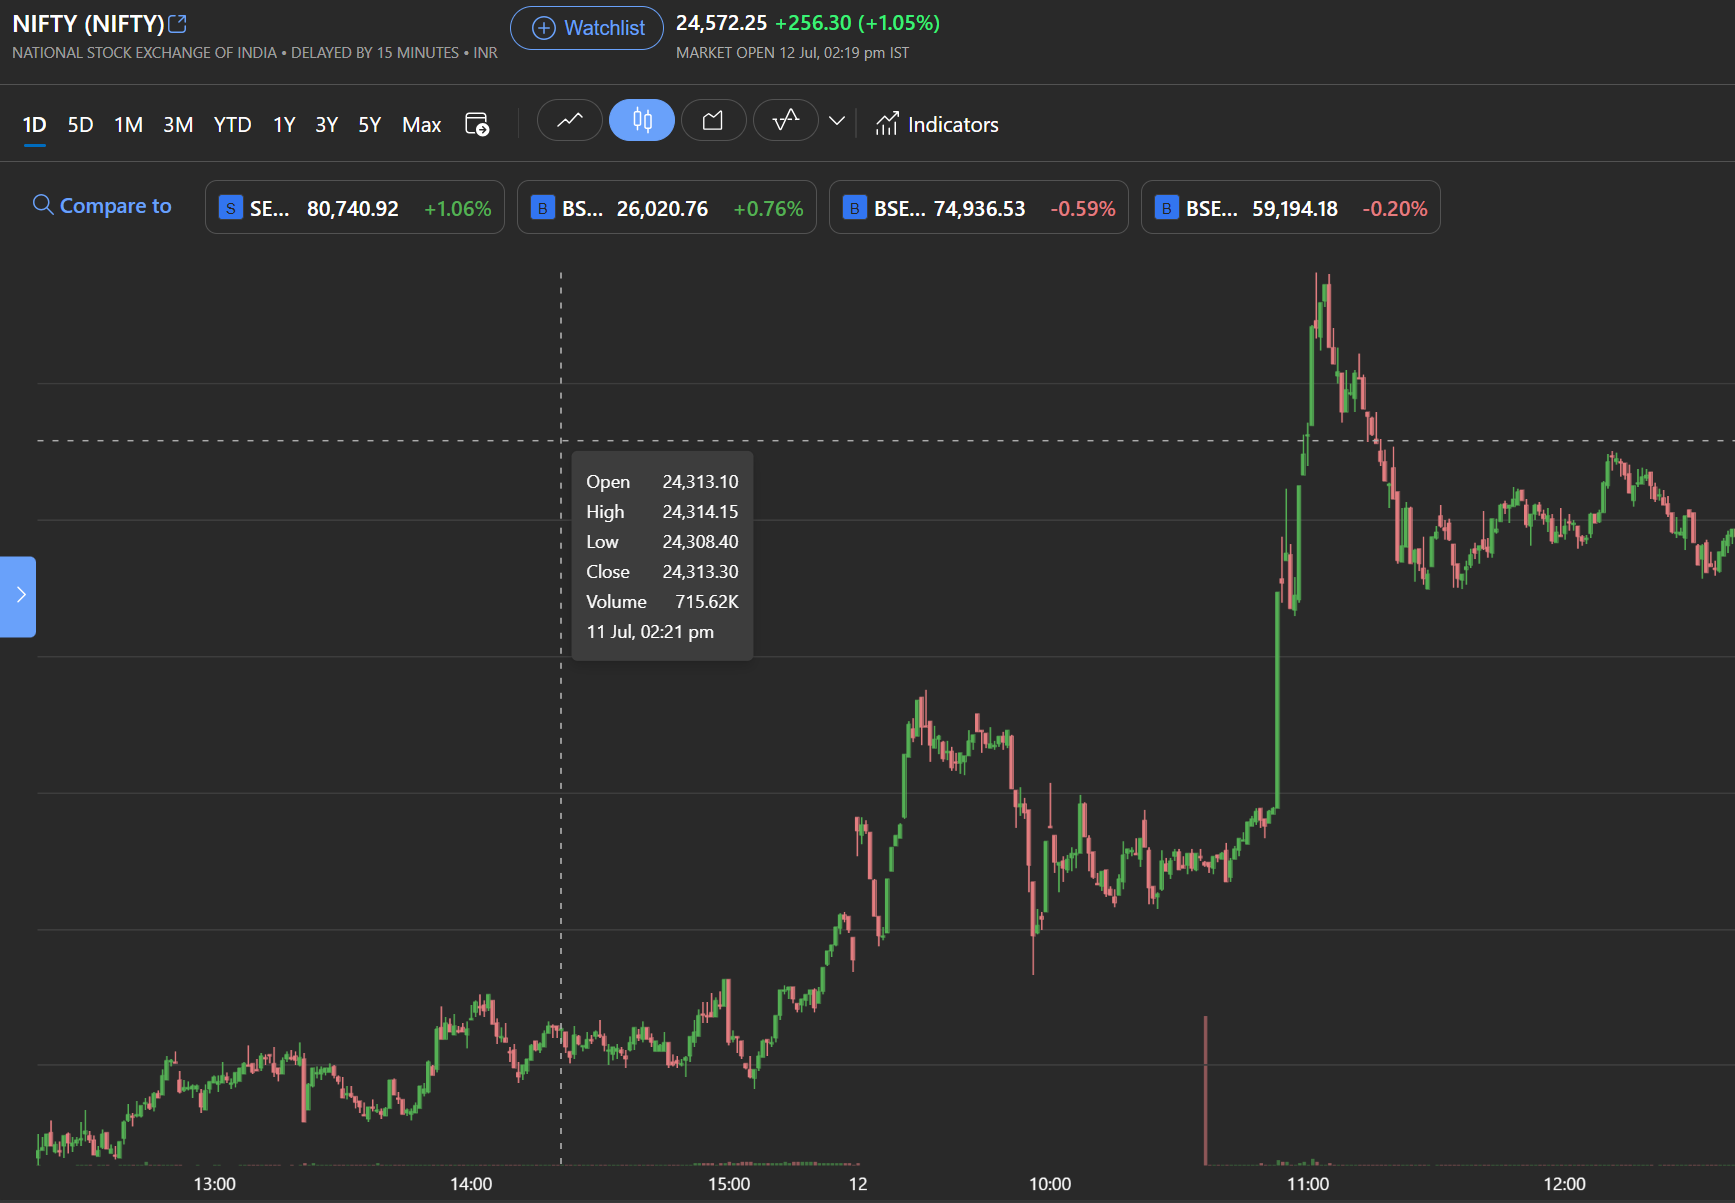 NIFTY (NIFTY)
NATIONAL STOCK EXCHANGE OF INDIA • DELAYED BY 15 MINUTES • INR
Watchlist
24,572.25 +256.30 (+1.05%)
MARKET OPEN 12 Jul, 02:19 pm IST
1D 5D 1M 3M YTD 1Y 3Y 5Y Max
Indicators
Compare to
S SE... 80,740.92 +1.06%
B BS... 26,020.76 +0.76%
B BSE... 74,936.53 -0.59%
B BSE... 59,194.18 -0.20%
Open 24,313.10
High 24,314.15
Low 24,308.40
Close 24,313.30
Volume 715.62K
11 Jul, 02:21 pm
13:00 14:00 15:00 12 10:00 11:00 12:00